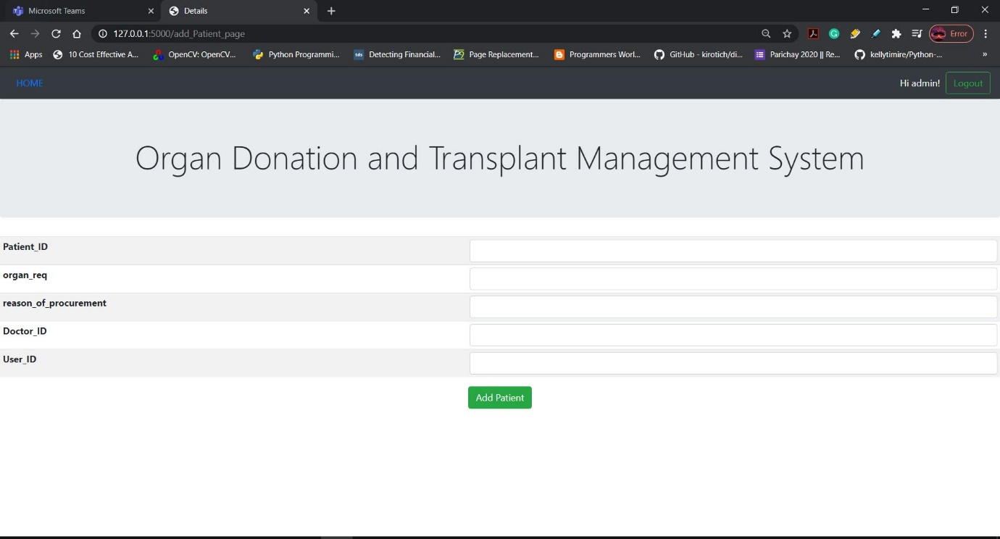 Microsoft Teams
Details
127.0.0.1:5000/add_Patient_page
Error
Apps
10 Cost Effective A...
OpenCV: OpenCV...
Python Programmi...
tds
Detecting Financial...
Page Replacement...
Programmers Worl...
GitHub - kirotich/di...
Parichay 2020 || Re...
kellytimire/Python-...
»
HOME
Hi admin!
Logout
Organ Donation and Transplant Management System
Patient_ID
organ_req
reason_of_procurement
Doctor_ID
User_ID
Add Patient